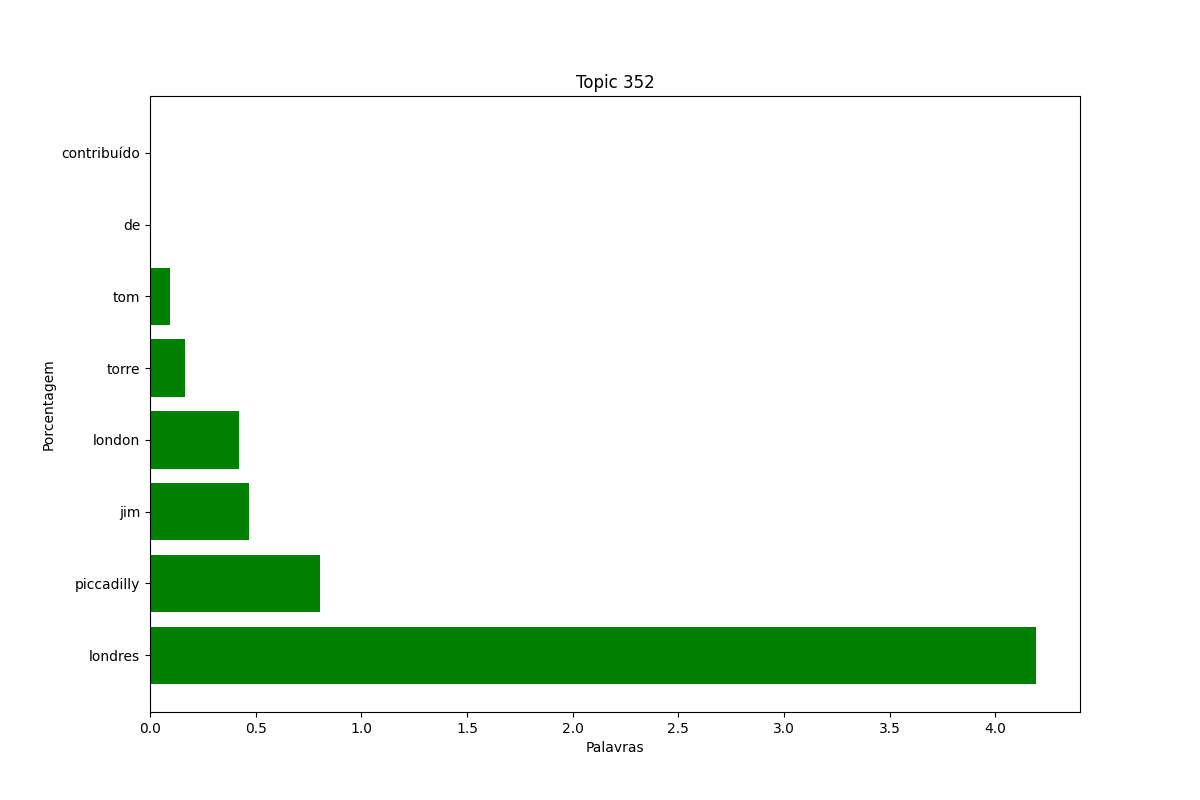 Topic 352
contribuído
de
tom
torre
london
jim
piccadilly
londres
Porcentagem
0.0 0.5 1.0 1.5 2.0 2.5 3.0 3.5 4.0
Palavras